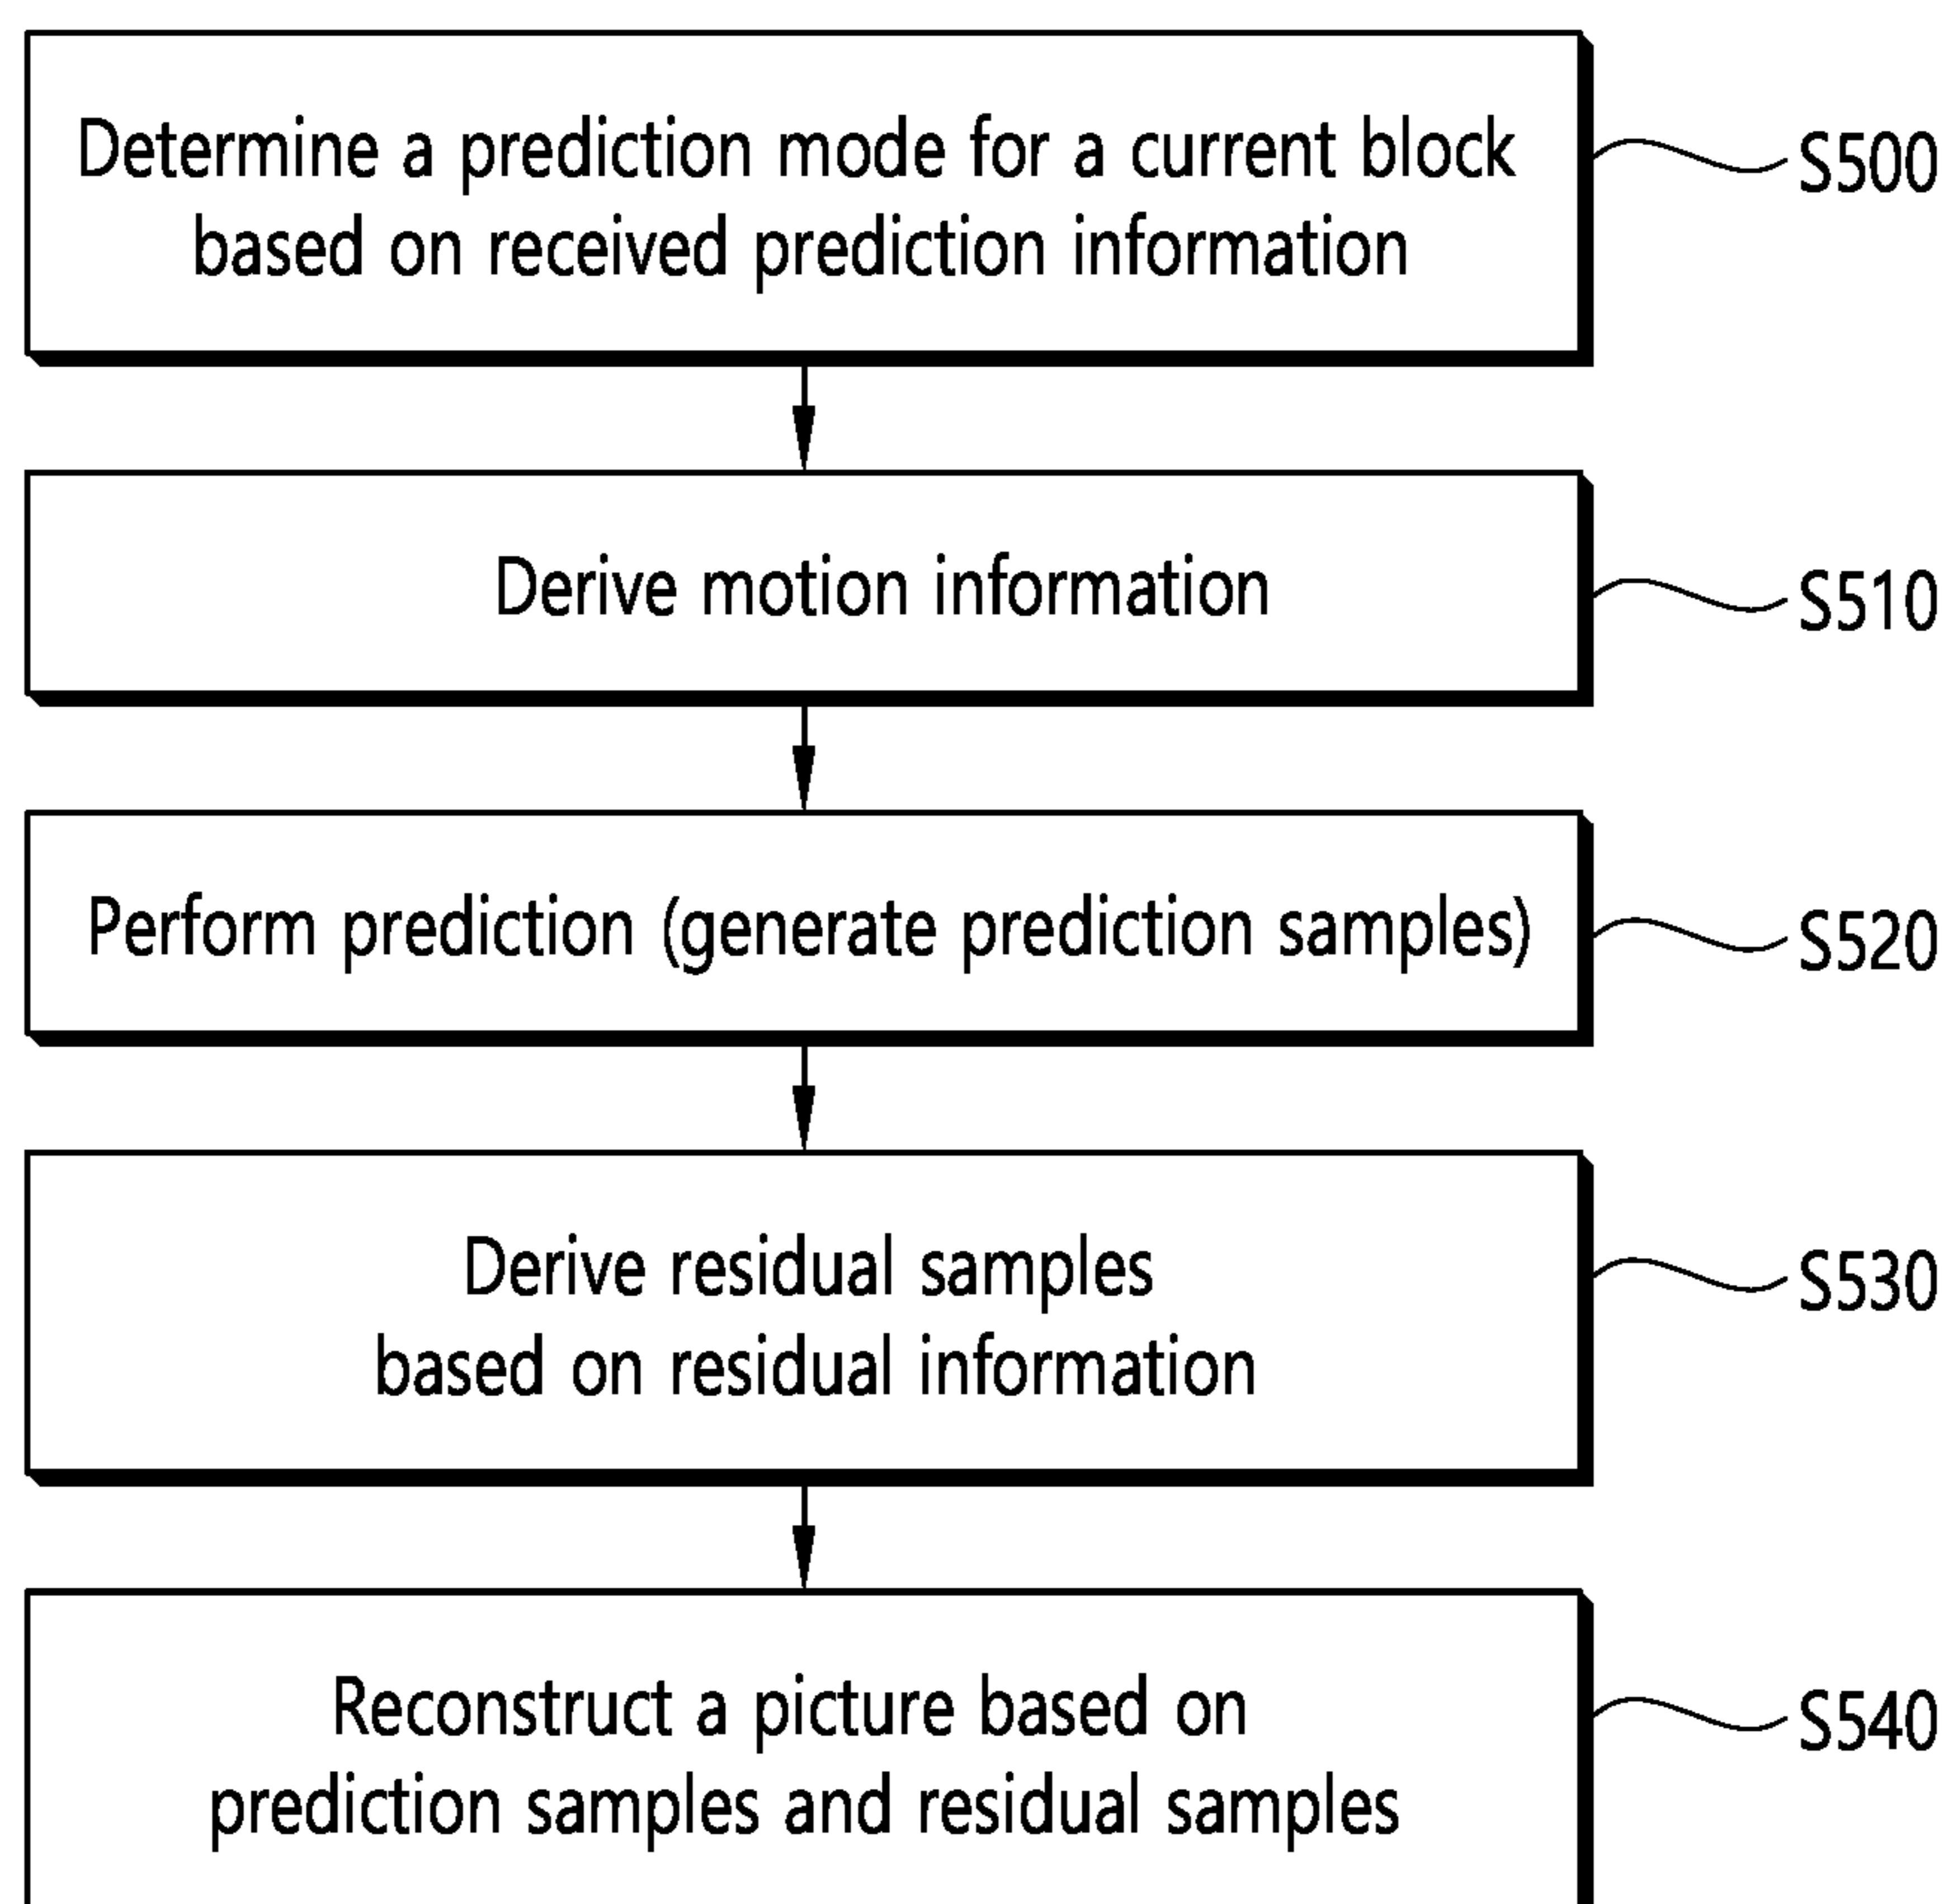 Determine a prediction mode for a current block
based on received prediction information
S500
Derive motion information
S510
Perform prediction (generate prediction samples)
S520
Derive residual samples
based on residual information
S530
Reconstruct a picture based on
prediction samples and residual samples
S540